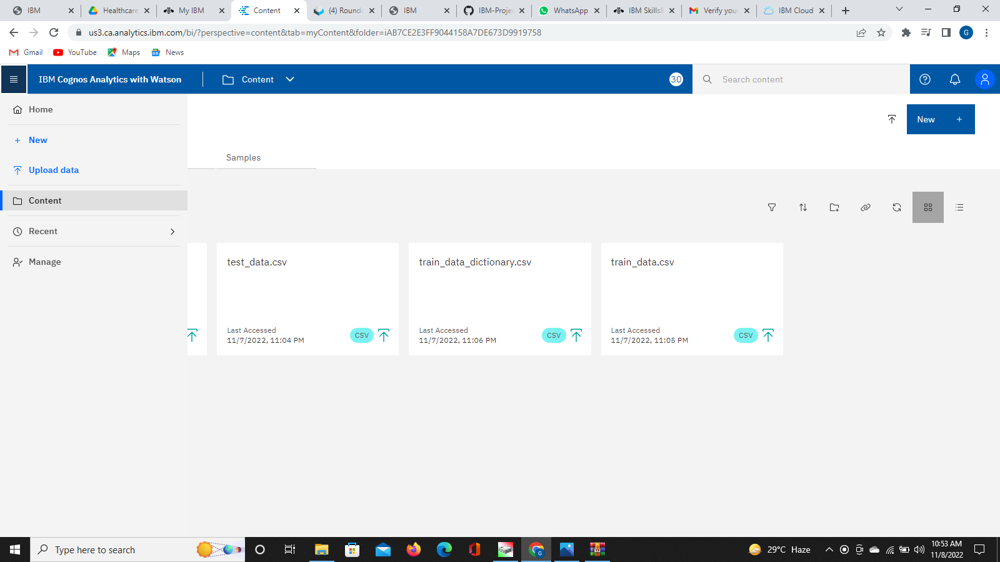 IBM
Healthcare
My IBM
Content
(4) Roundc
IBM
IBM-Proje
WhatsApp
IBM SkillsB
Verify your
IBM Cloud
us3.ca.analytics.ibm.com/bi/?perspective=content&tab=myContent&folder=iAB7CE2E3FF9044158A7DE673D9919758
G
Gmail
YouTube
Maps
News
IBM Cognos Analytics with Watson
Content
30
Search content
Home
New
New
Upload data
Samples
Content
Recent
Manage
test_data.csv
train_data_dictionary.csv
train_data.csv
Last Accessed
11/7/2022, 11:04 PM
CSV
Last Accessed
11/7/2022, 11:06 PM
CSV
Last Accessed
11/7/2022, 11:05 PM
CSV
Type here to search
29°C Haze
10:53 AM
11/8/2022